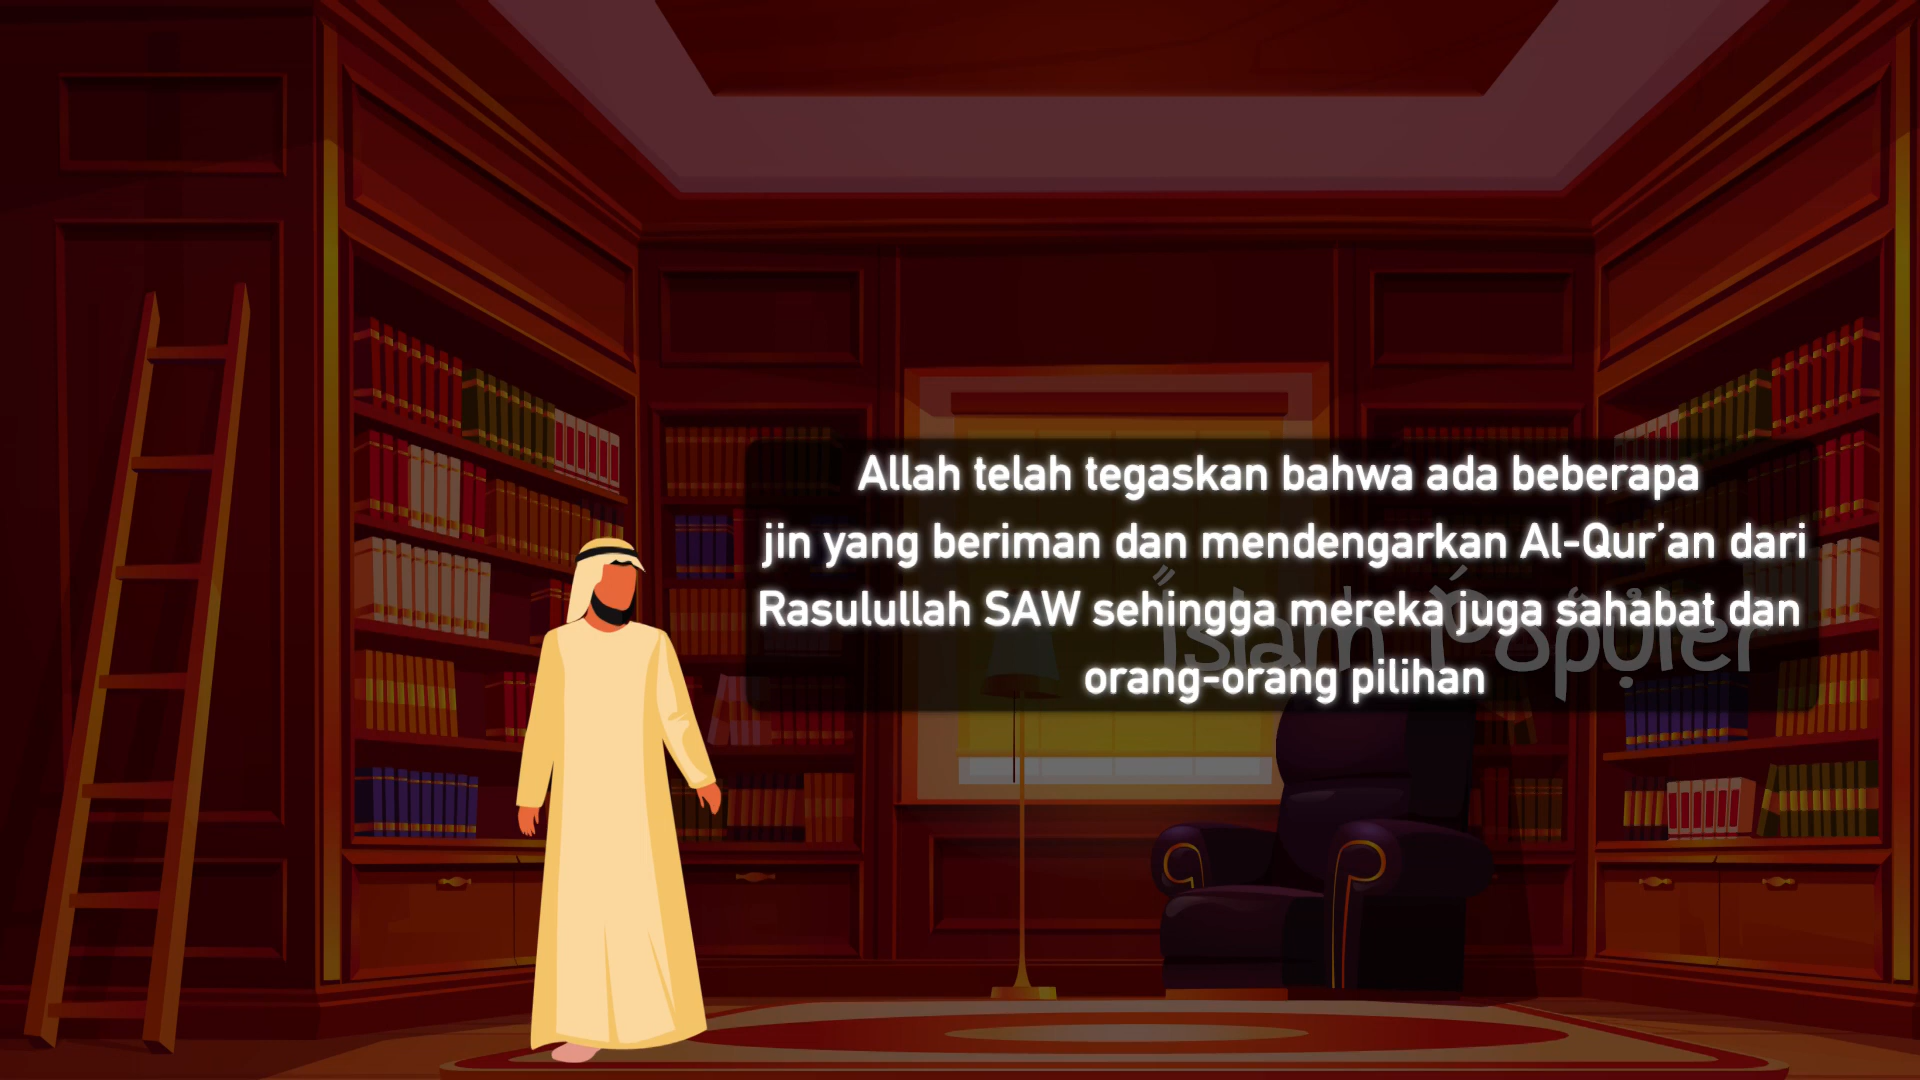 Allah telah tegaskan bahwa ada beberapa
jin yang beriman dan mendengarkan Al-Qur’an dari
Rasulullah SAW sehingga mereka juga sahabat dan
orang-orang pilihan
Islam Populer